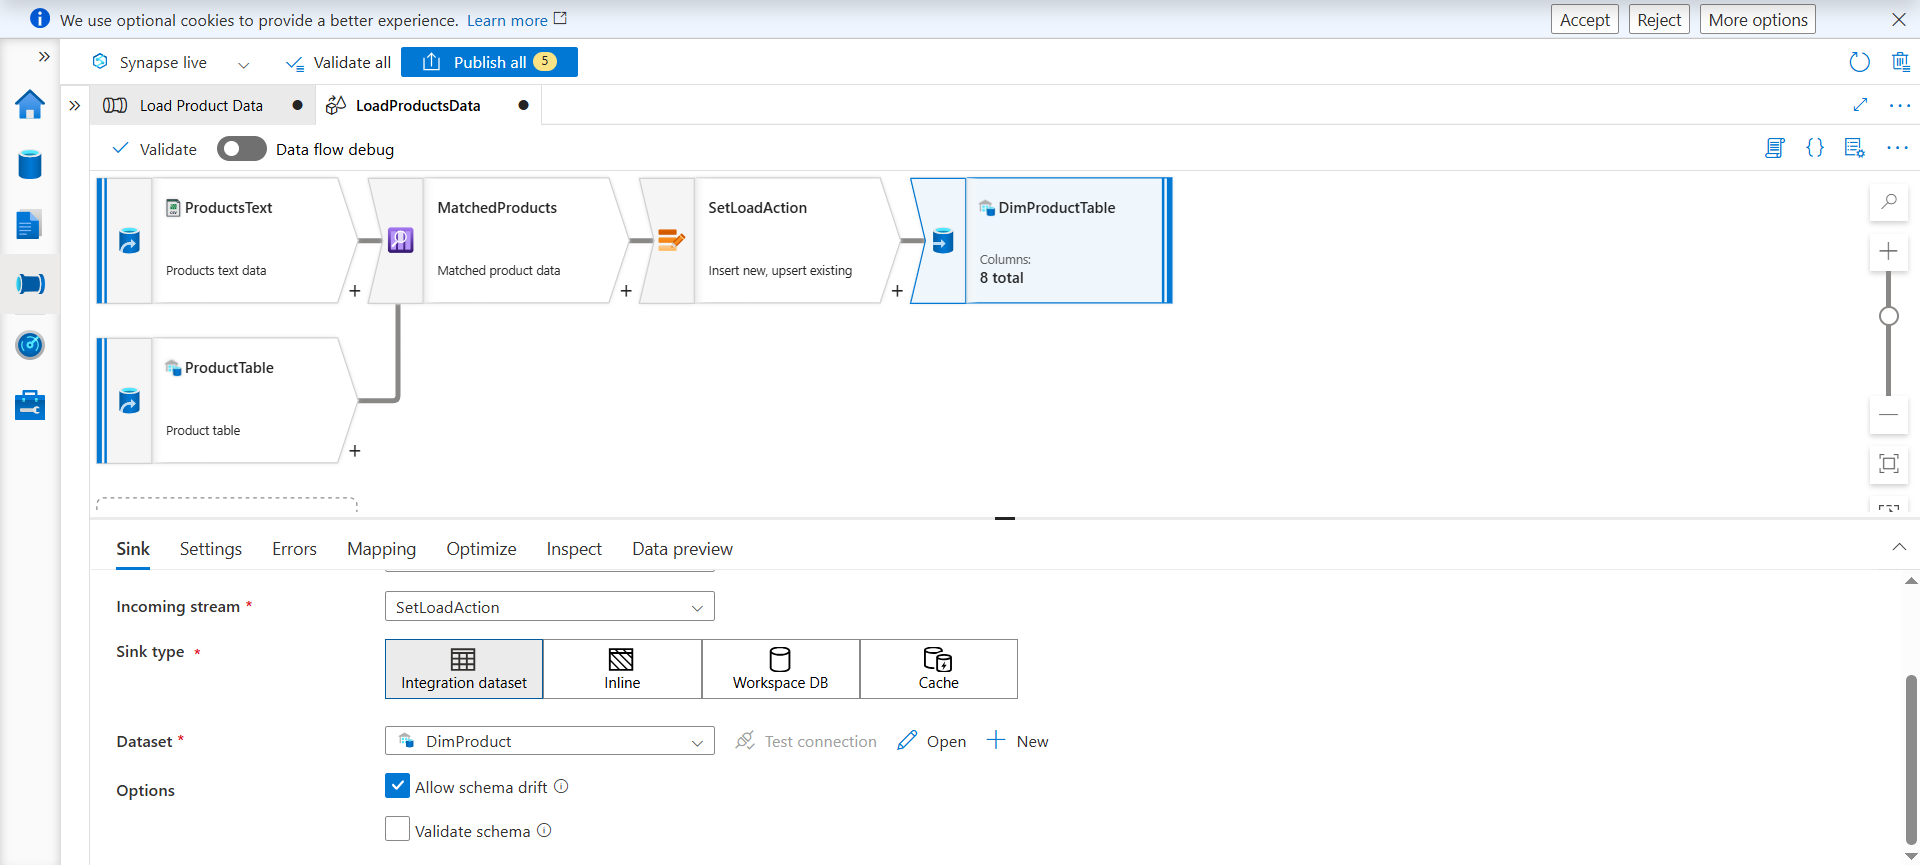 We use optional cookies to provide a better experience. Learn more
Accept
Reject
More options
Synapse live
Validate all
Publish all 5
Load Product Data
LoadProductsData
Validate
Data flow debug
ProductsText
Products text data
MatchedProducts
Matched product data
SetLoadAction
Insert new, upsert existing
DimProductTable
Columns:
8 total
ProductTable
Product table
Sink
Settings
Errors
Mapping
Optimize
Inspect
Data preview
Incoming stream *
SetLoadAction
Sink type *
Integration dataset
Inline
Workspace DB
Cache
Dataset *
DimProduct
Test connection
Open
New
Options
Allow schema drift
Validate schema